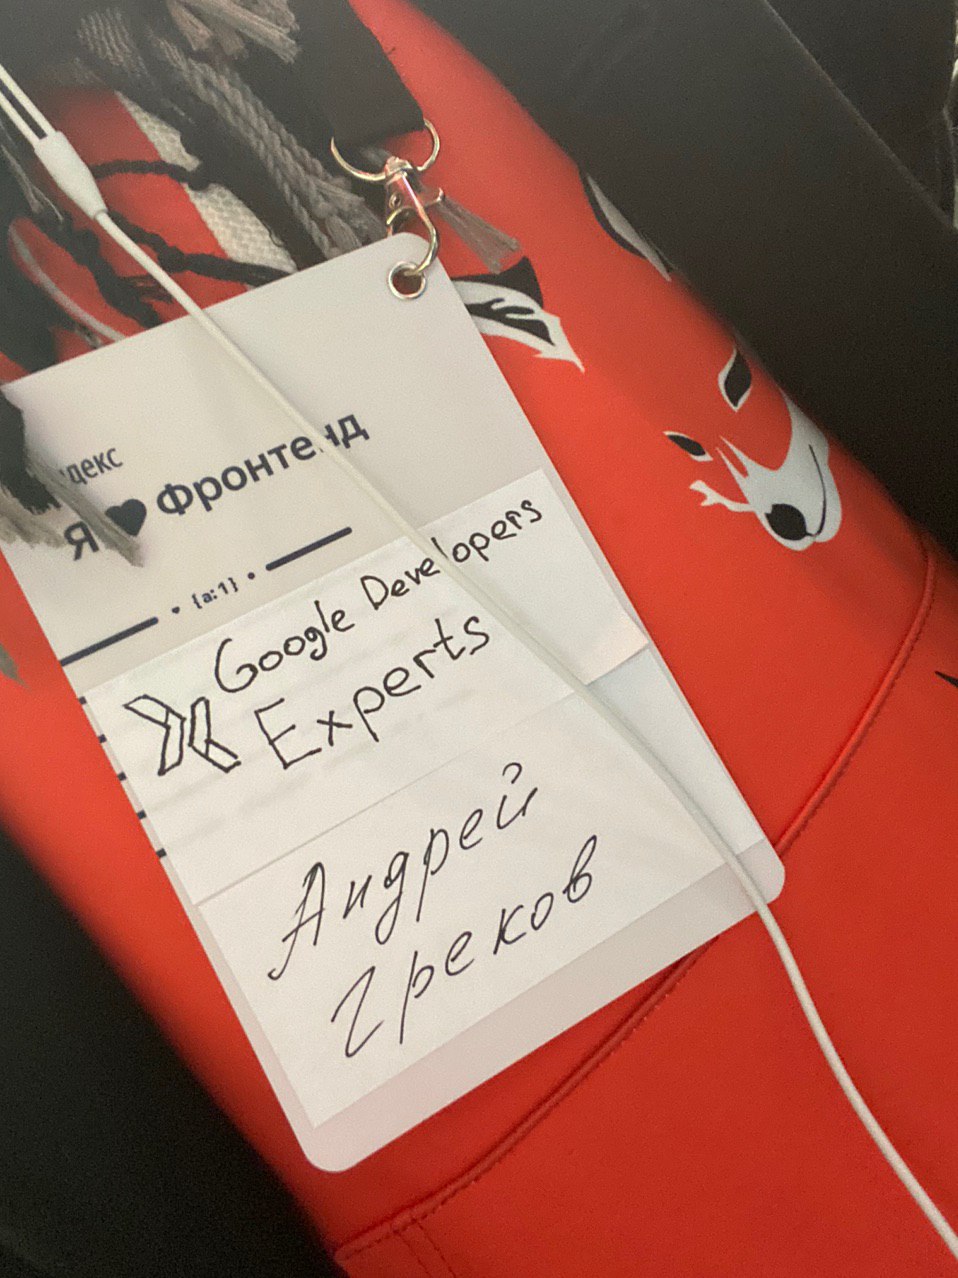 Я ♥ Фронтенд
{a:1}
Google Developers
Experts
Андрей
Греков